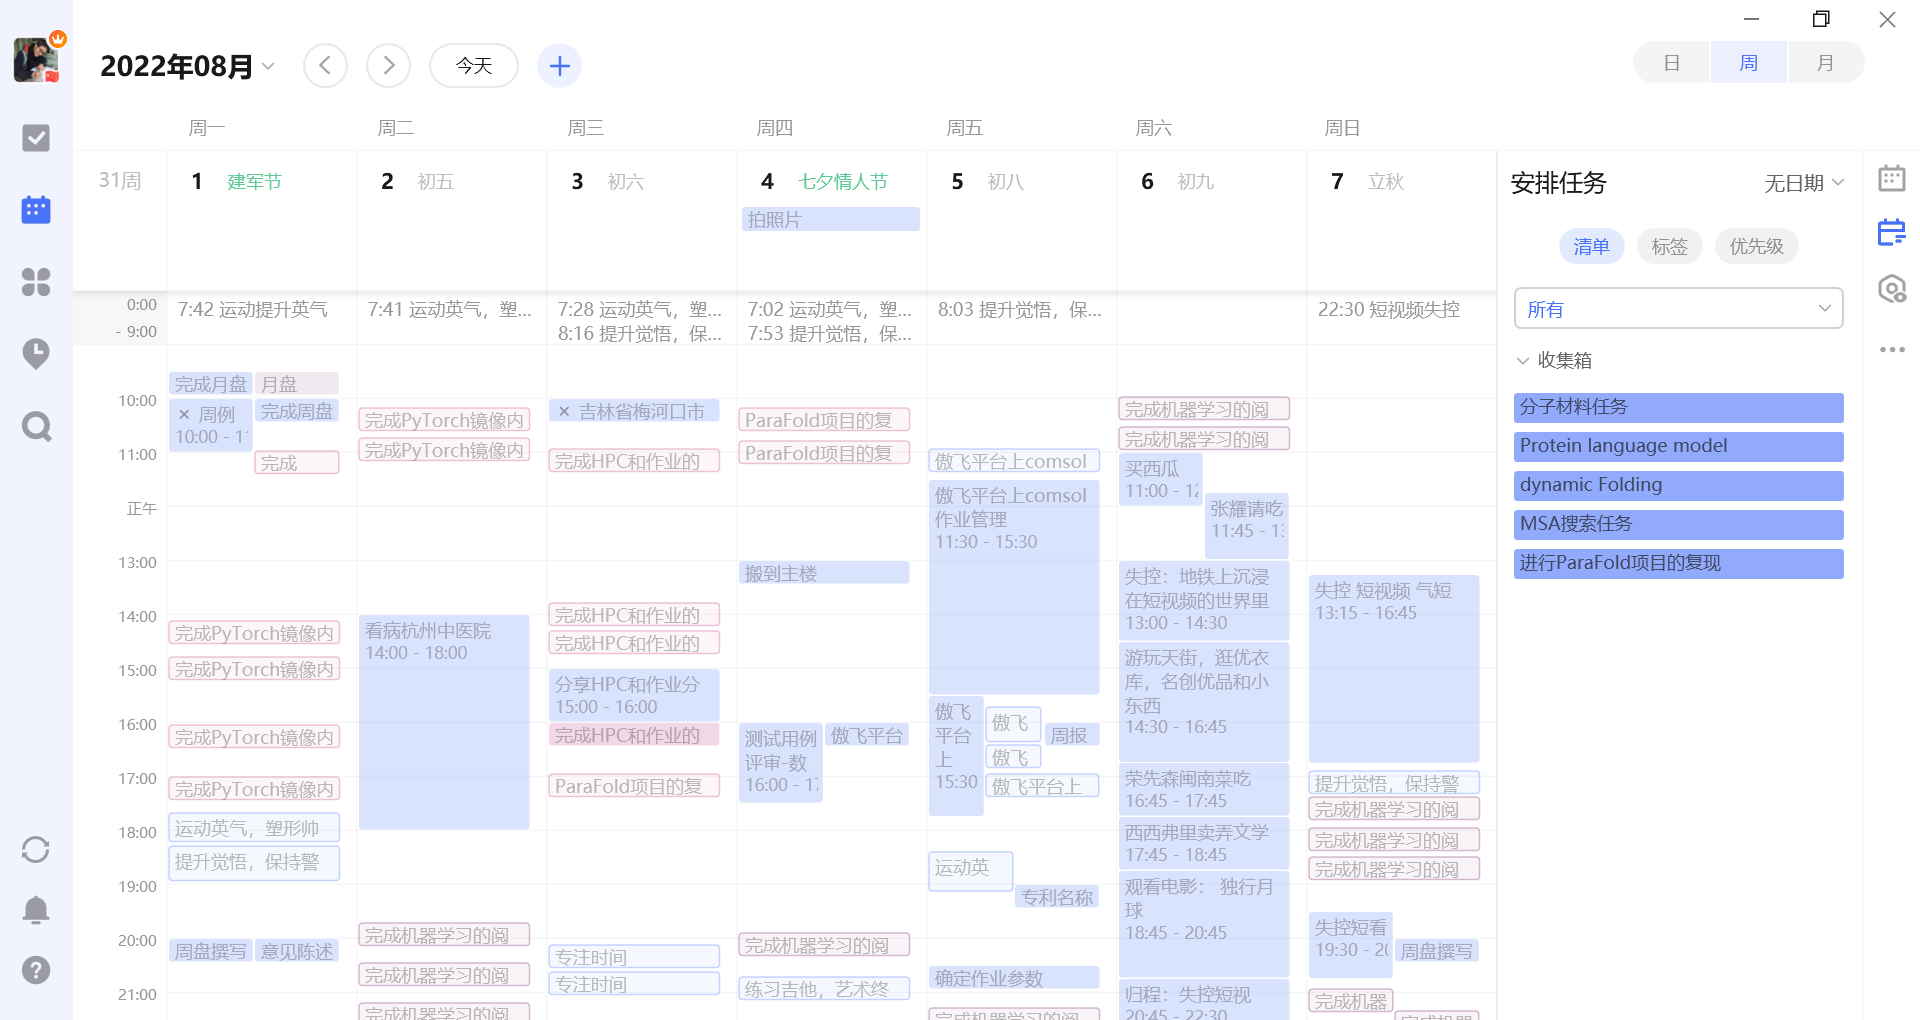 2022年08月
今天
日
周
月
周一
周二
周三
周四
周五
周六
周日
31周
1 建军节
2 初五
3 初六
4 七夕情人节
5 初八
6 初九
7 立秋
拍照片
0:00
- 9:00
7:42 运动提升英气
7:41 运动英气，塑...
7:28 运动英气，塑...
8:16 提升觉悟，保...
7:02 运动英气，塑...
7:53 提升觉悟，保...
8:03 提升觉悟，保...
22:30 短视频失控
10:00
11:00
正午
13:00
14:00
15:00
16:00
17:00
18:00
19:00
20:00
21:00
完成月盘
月盘
× 周例
10:00 - 1
完成周盘
完成
完成PyTorch镜像内
完成PyTorch镜像内
完成PyTorch镜像内
完成PyTorch镜像内
运动英气，塑形帅
提升觉悟，保持警
周盘撰写
意见陈述
完成PyTorch镜像内
完成PyTorch镜像内
看病杭州中医院
14:00 - 18:00
完成机器学习的阅
完成机器学习的阅
完成机器学习的阅
× 吉林省梅河口市
完成HPC和作业的
完成HPC和作业的
完成HPC和作业的
分享HPC和作业分
15:00 - 16:00
完成HPC和作业的
ParaFold项目的复
专注时间
专注时间
ParaFold项目的复
ParaFold项目的复
搬到主楼
测试用例
评审-数
16:00 - 1
傲飞平台
完成机器学习的阅
练习吉他，艺术终
傲飞平台上comsol
傲飞平台上comsol
作业管理
11:30 - 15:30
傲飞
平台
上
15:30
傲飞
周报
傲飞
傲飞平台上
运动英
专利名称
确定作业参数
完成机器学习的阅
完成机器学习的阅
完成机器学习的阅
买西瓜
11:00 - 12
张耀请吃
11:45 - 1
失控：地铁上沉浸
在短视频的世界里
13:00 - 14:30
游玩天街，逛优衣
库，名创优品和小
东西
14:30 - 16:45
荣先森闽南菜吃
16:45 - 17:45
西西弗里卖弄文学
17:45 - 18:45
观看电影： 独行月
球
18:45 - 20:45
归程：失控短视
20:45 - 22:30
失控 短视频 气短
13:15 - 16:45
提升觉悟，保持警
完成机器学习的阅
完成机器学习的阅
完成机器学习的阅
失控短看
19:30 - 20
周盘撰写
完成机器
完成机器
安排任务
无日期
清单
标签
优先级
所有
收集箱
分子材料任务
Protein language model
dynamic Folding
MSA搜索任务
进行ParaFold项目的复现